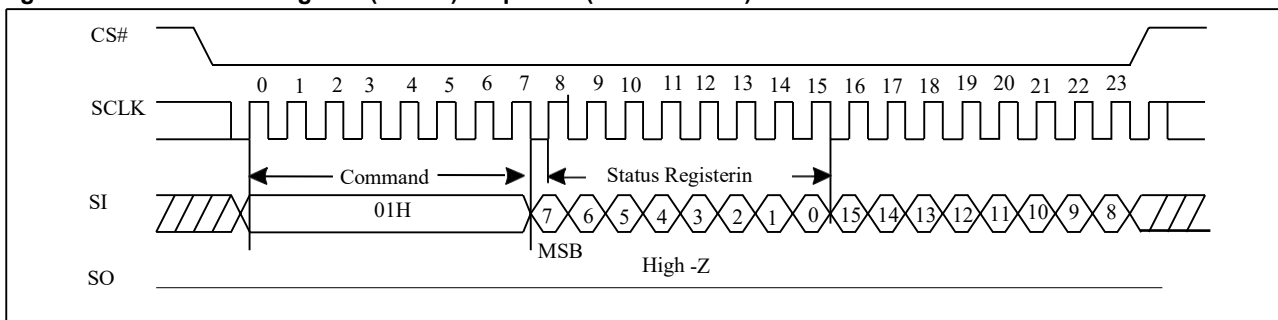 CS#
0 1 2 3 4 5 6 7 8 9 10 11 12 13 14 15 16 17 18 19 20 21 22 23
SCLK
Command
Status Registerin
SI
01H
7 6 5 4 3 2 1 0 15 14 13 12 11 10 9 8
MSB
High -Z
SO